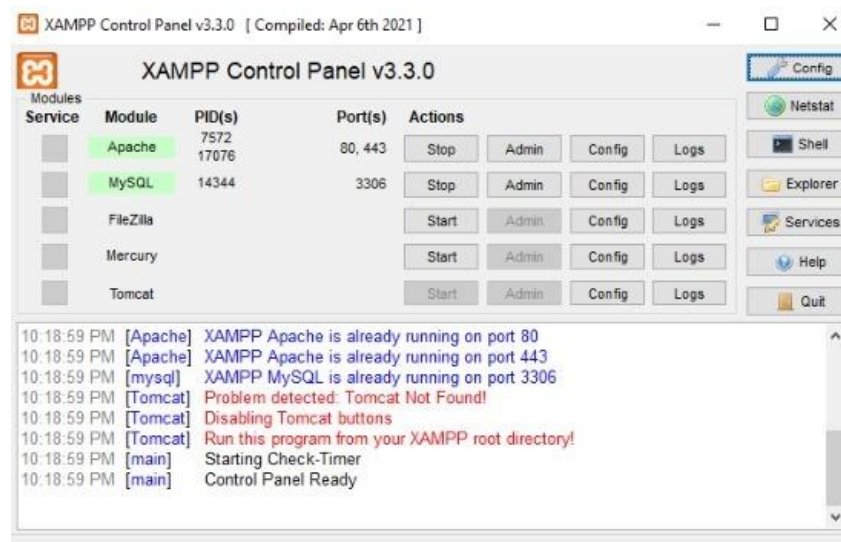 XAMPP Control Panel v3.3.0 [ Compiled: Apr 6th 2021 ]
XAMPP Control Panel v3.3.0
Config
Modules
Service Module PID(s) Port(s) Actions
Netstat
Apache 7572 17076 80, 443 Stop Admin Config Logs
Shell
MySQL 14344 3306 Stop Admin Config Logs
Explorer
FileZilla Start Admin Config Logs
Services
Mercury Start Admin Config Logs
Help
Tomcat Start Admin Config Logs
Quit
10:18:59 PM [Apache] XAMPP Apache is already running on port 80
10:18:59 PM [Apache] XAMPP Apache is already running on port 443
10:18:59 PM [mysql] XAMPP MySQL is already running on port 3306
10:18:59 PM [Tomcat] Problem detected: Tomcat Not Found!
10:18:59 PM [Tomcat] Disabling Tomcat buttons
10:18:59 PM [Tomcat] Run this program from your XAMPP root directory!
10:18:59 PM [main] Starting Check-Timer
10:18:59 PM [main] Control Panel Ready